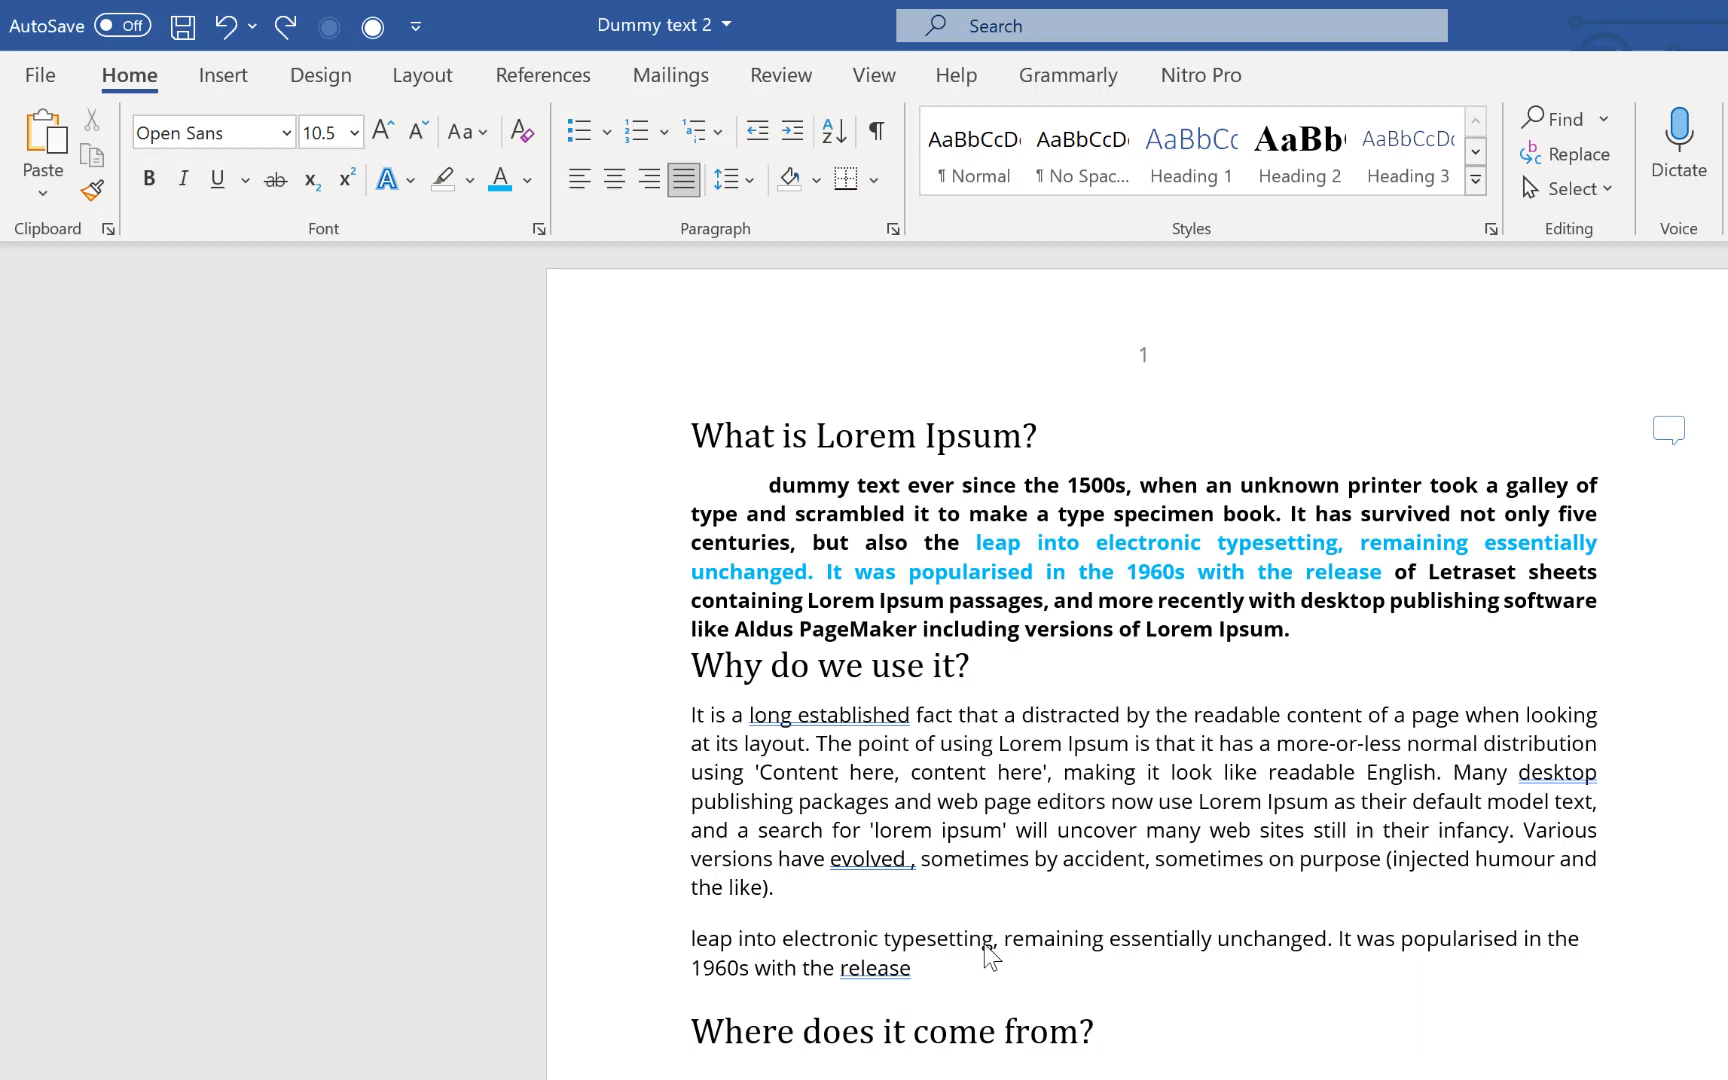 AutoSave Off
Dummy text 2
Search
File Home Insert Design Layout References Mailings Review View Help Grammarly Nitro Pro
Paste
Clipboard
Open Sans 10.5
Aa
B I U ab x₂ x² A A
Font
Paragraph
AaBbCcDc AaBbCcDc AaBbCc AaBb AaBbCcDc
¶ Normal ¶ No Spac... Heading 1 Heading 2 Heading 3
Styles
Find
Replace
Select
Editing
Dictate
Voice
1
What is Lorem Ipsum?
dummy text ever since the 1500s, when an unknown printer took a galley of
type and scrambled it to make a type specimen book. It has survived not only five
centuries, but also the leap into electronic typesetting, remaining essentially
unchanged. It was popularised in the 1960s with the release of Letraset sheets
containing Lorem Ipsum passages, and more recently with desktop publishing software
like Aldus PageMaker including versions of Lorem Ipsum.
Why do we use it?
It is a long established fact that a distracted by the readable content of a page when looking
at its layout. The point of using Lorem Ipsum is that it has a more-or-less normal distribution
using 'Content here, content here', making it look like readable English. Many desktop
publishing packages and web page editors now use Lorem Ipsum as their default model text,
and a search for 'lorem ipsum' will uncover many web sites still in their infancy. Various
versions have evolved , sometimes by accident, sometimes on purpose (injected humour and
the like).
leap into electronic typesetting, remaining essentially unchanged. It was popularised in the
1960s with the release
Where does it come from?